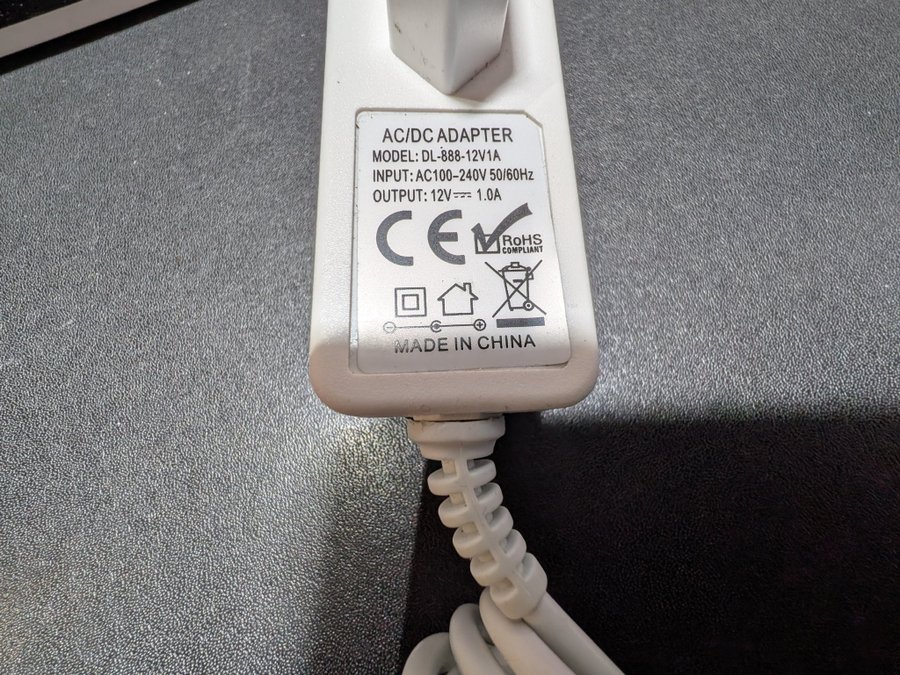 AC/DC ADAPTER
MODEL: DL-888-12V1A
INPUT: AC100-240V 50/60Hz
OUTPUT: 12V⎓ 1.0A
CE RoHS
COMPLIANT
MADE IN CHINA